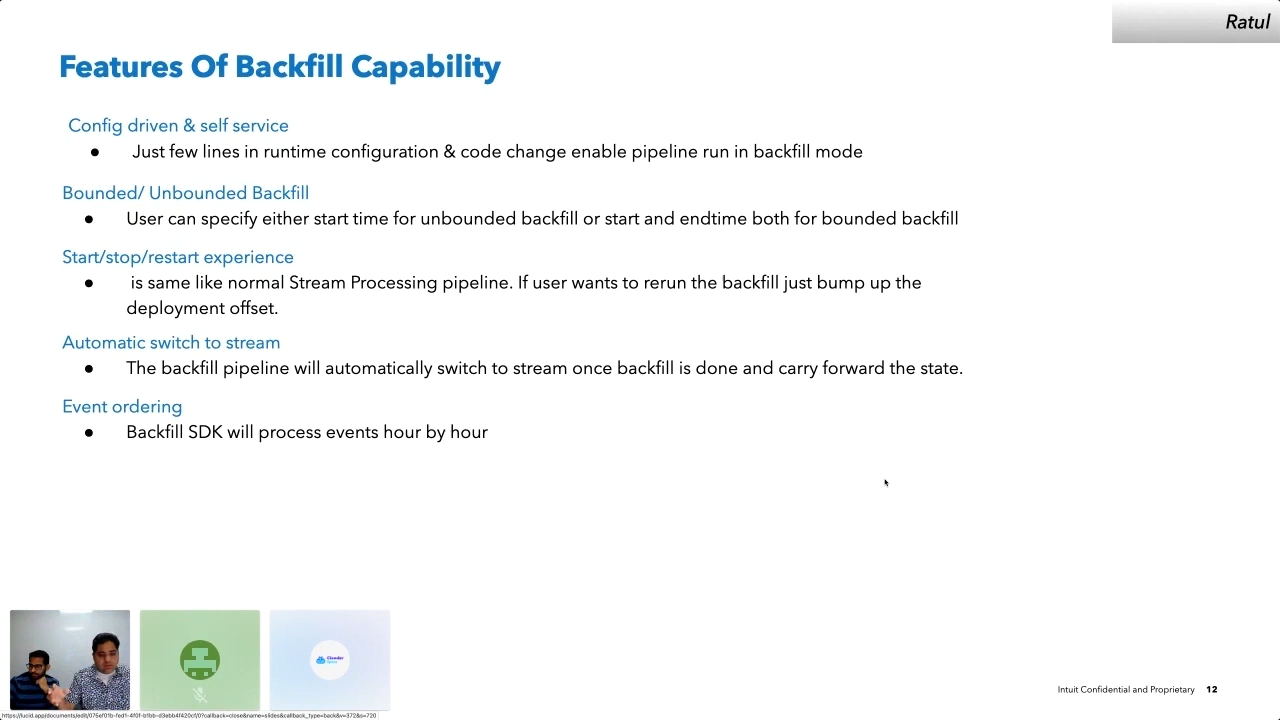 Ratul
Features Of Backfill Capability
Config driven & self service
● Just few lines in runtime configuration & code change enable pipeline run in backfill mode
Bounded/ Unbounded Backfill
● User can specify either start time for unbounded backfill or start and endtime both for bounded backfill
Start/stop/restart experience
● is same like normal Stream Processing pipeline. If user wants to rerun the backfill just bump up the
deployment offset.
Automatic switch to stream
● The backfill pipeline will automatically switch to stream once backfill is done and carry forward the state.
Event ordering
● Backfill SDK will process events hour by hour
Intuit Confidential and Proprietary 12